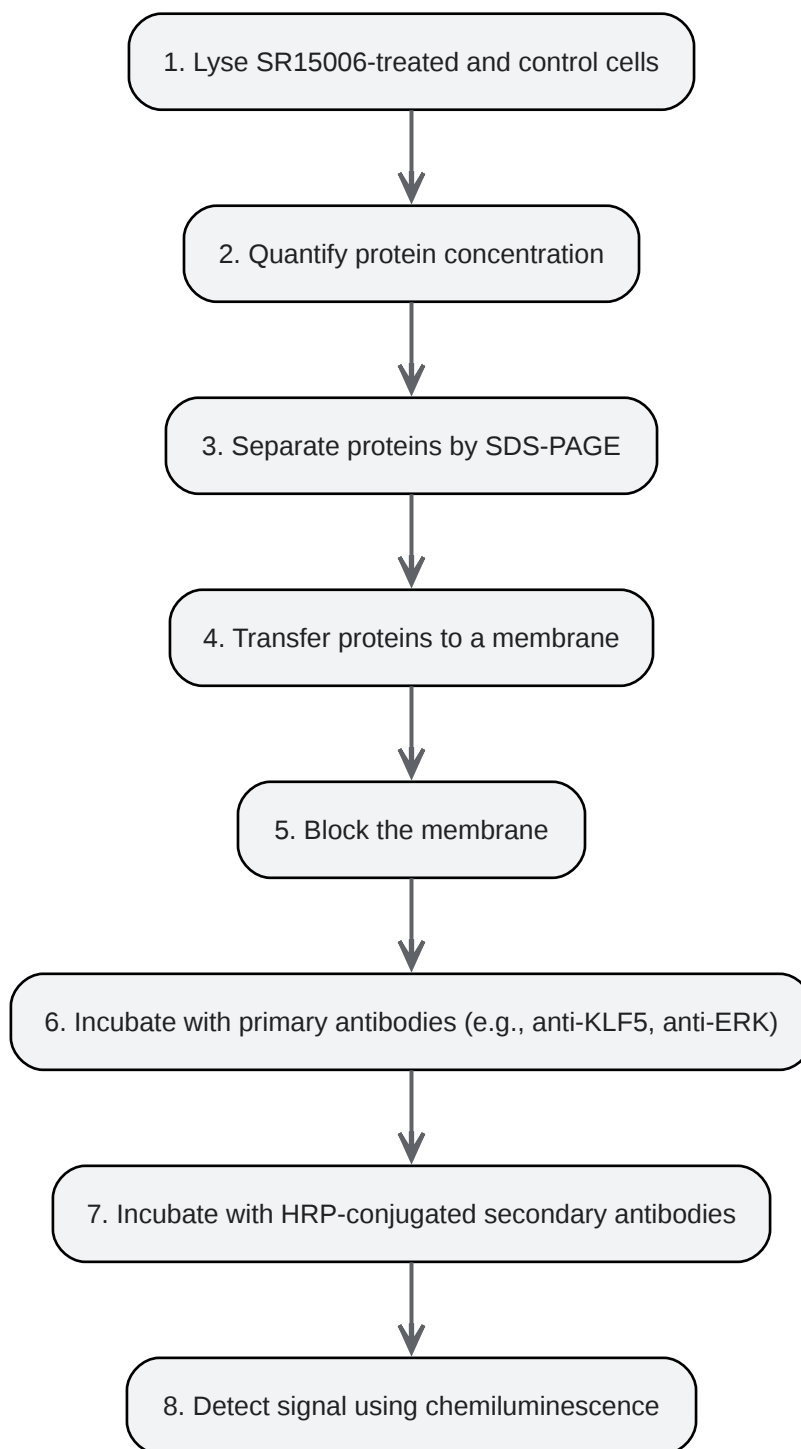 1. Lyse SR15006-treated and control cells
2. Quantify protein concentration
3. Separate proteins by SDS-PAGE
4. Transfer proteins to a membrane
5. Block the membrane
6. Incubate with primary antibodies (e.g., anti-KLF5, anti-ERK)
7. Incubate with HRP-conjugated secondary antibodies
8. Detect signal using chemiluminescence